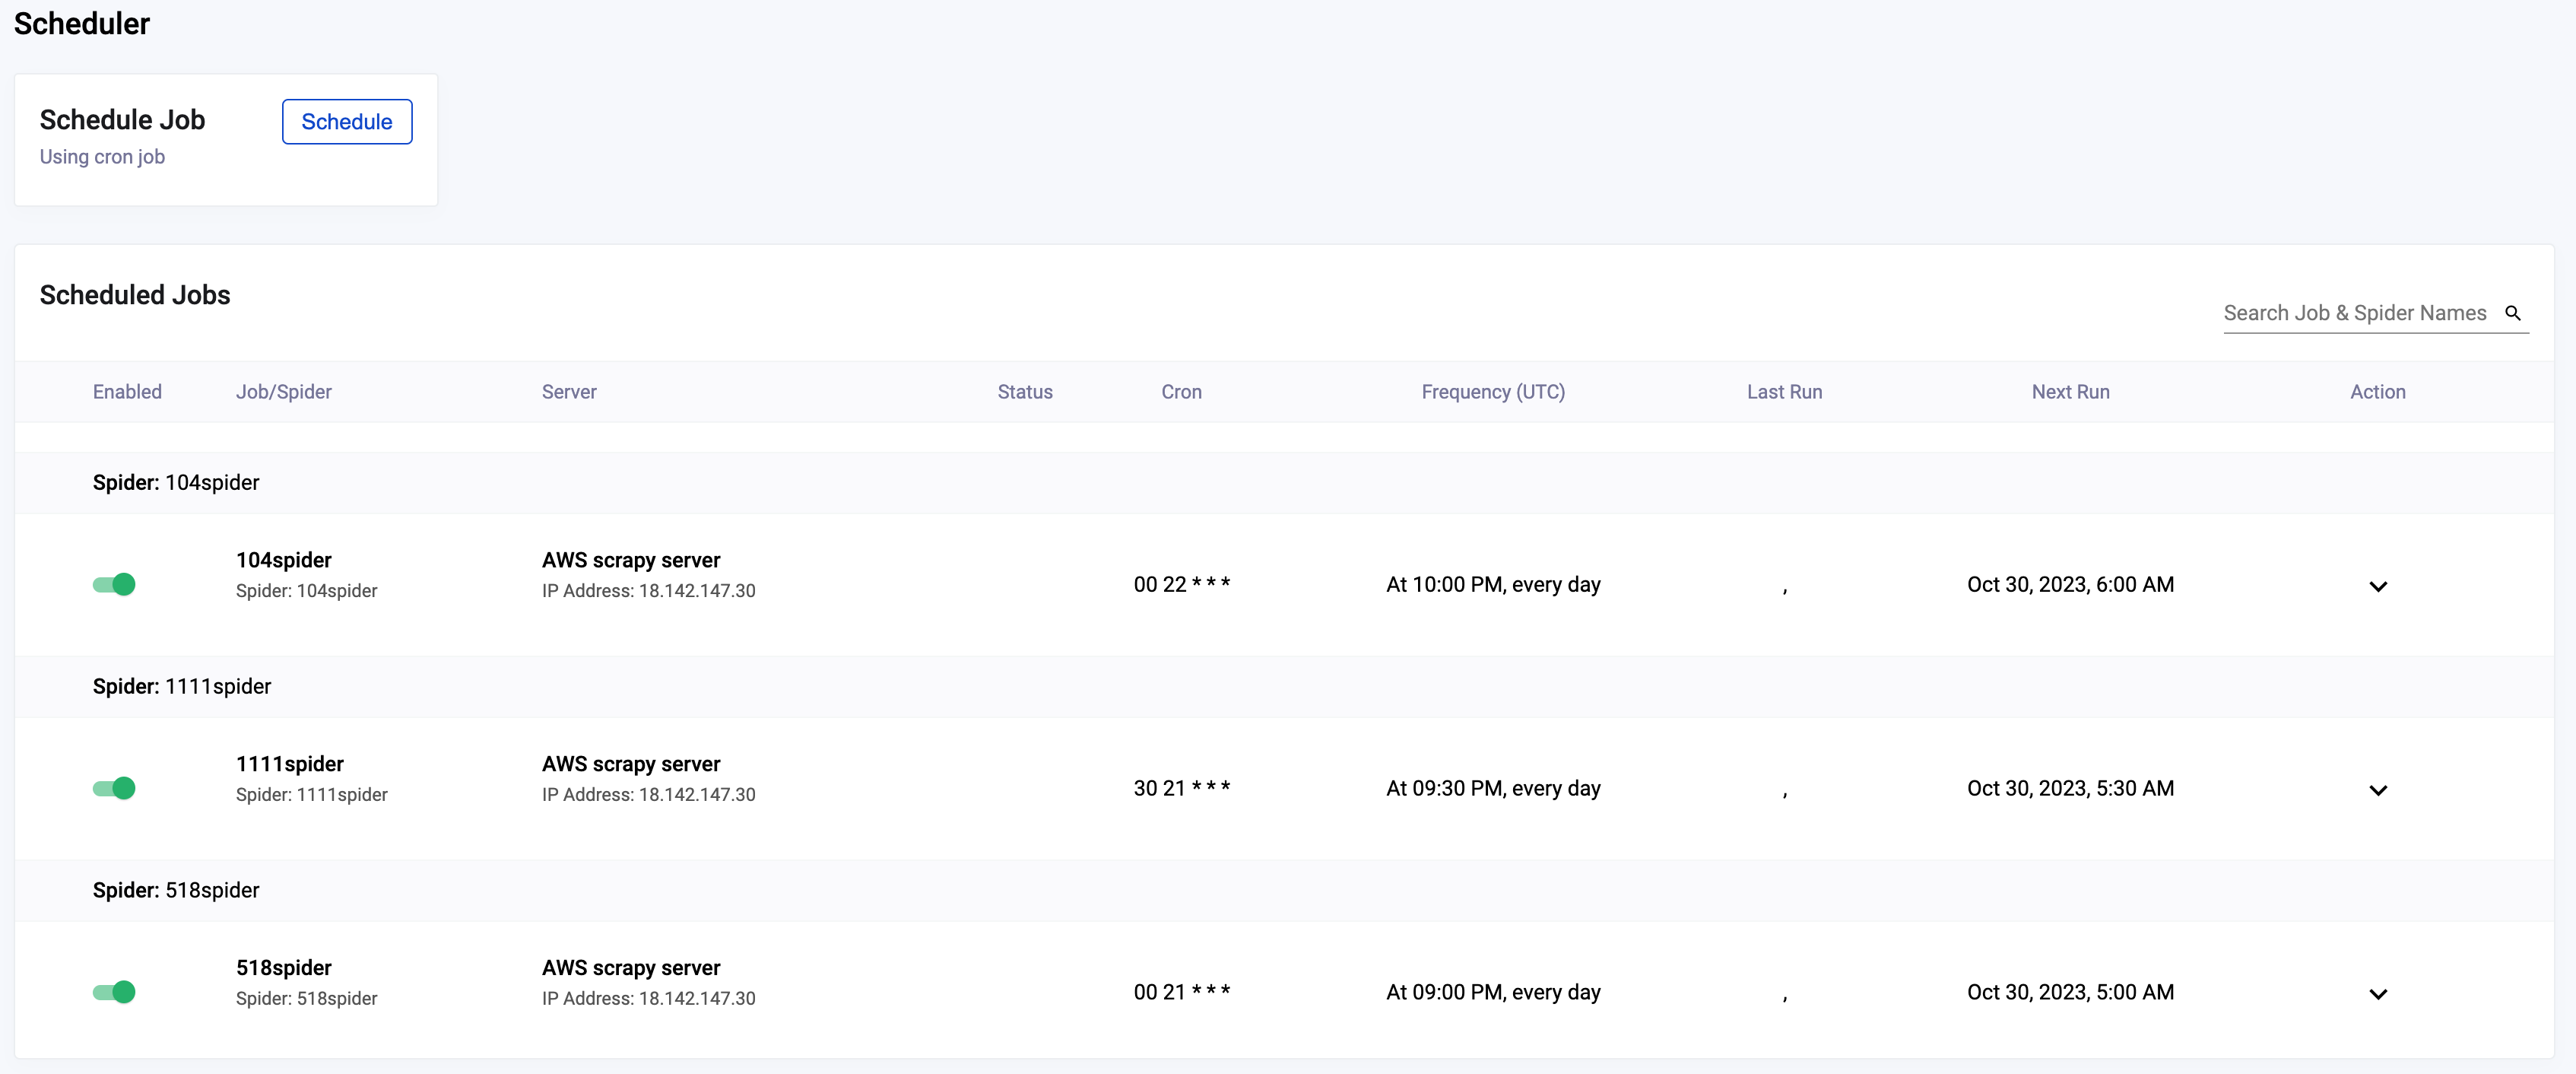 Scheduler
Schedule Job
Schedule
Using cron job
Scheduled Jobs
Search Job & Spider Names
Enabled Job/Spider Server Status Cron Frequency (UTC) Last Run Next Run Action
Spider: 104spider
104spider AWS scrapy server
Spider: 104spider IP Address: 18.142.147.30
00 22 * * * At 10:00 PM, every day , Oct 30, 2023, 6:00 AM
Spider: 1111spider
1111spider AWS scrapy server
Spider: 1111spider IP Address: 18.142.147.30
30 21 * * * At 09:30 PM, every day , Oct 30, 2023, 5:30 AM
Spider: 518spider
518spider AWS scrapy server
Spider: 518spider IP Address: 18.142.147.30
00 21 * * * At 09:00 PM, every day , Oct 30, 2023, 5:00 AM